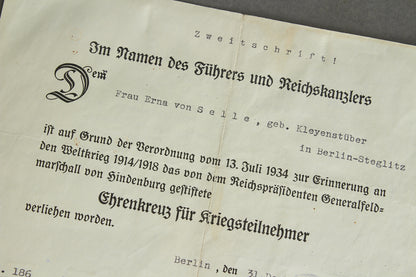 Zweitschrift!
Im Namen des Führers und Reichskanzlers
Dem
Frau Erna von Selle, geb. Kleyenstüber
in Berlin-Steglitz
ist auf Grund der Verordnung vom 13. Juli 1934 zur Erinnerung an
den Weltkrieg 1914/1918 das von dem Reichspräsidenten Generalfeld=
marschall von Hindenburg gestiftete
Ehrenkreuz für Kriegsteilnehmer
verliehen worden.
Berlin, den 31
. 186